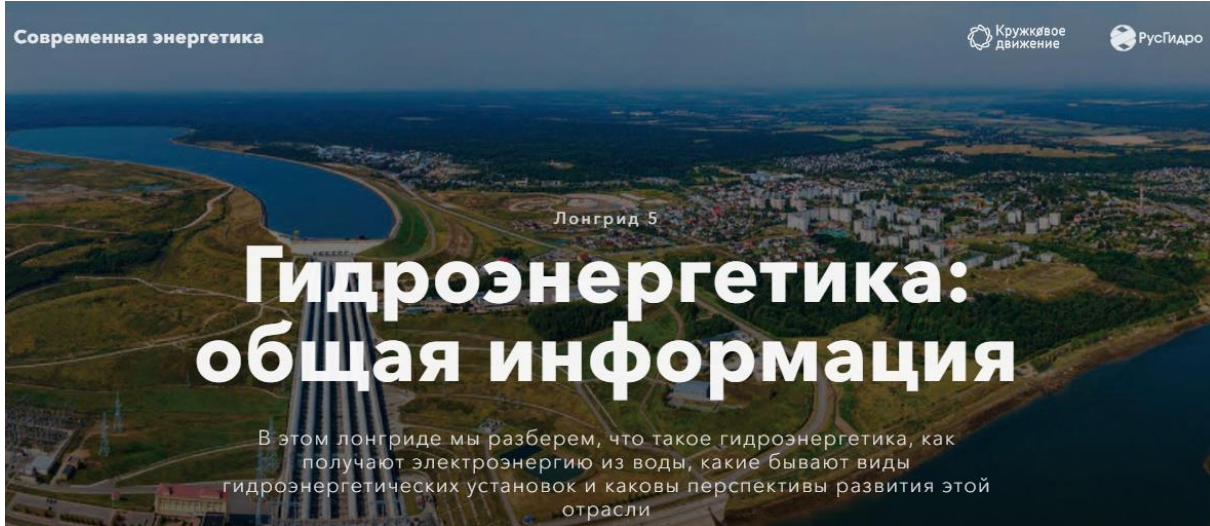 Современная энергетика
Кружковое
движение
РусГидро
Лонгрид 5
Гидроэнергетика:
общая информация
В этом лонгриде мы разберем, что такое гидроэнергетика, как
получают электроэнергию из воды, какие бывают виды
гидроэнергетических установок и каковы перспективы развития этой
отрасли